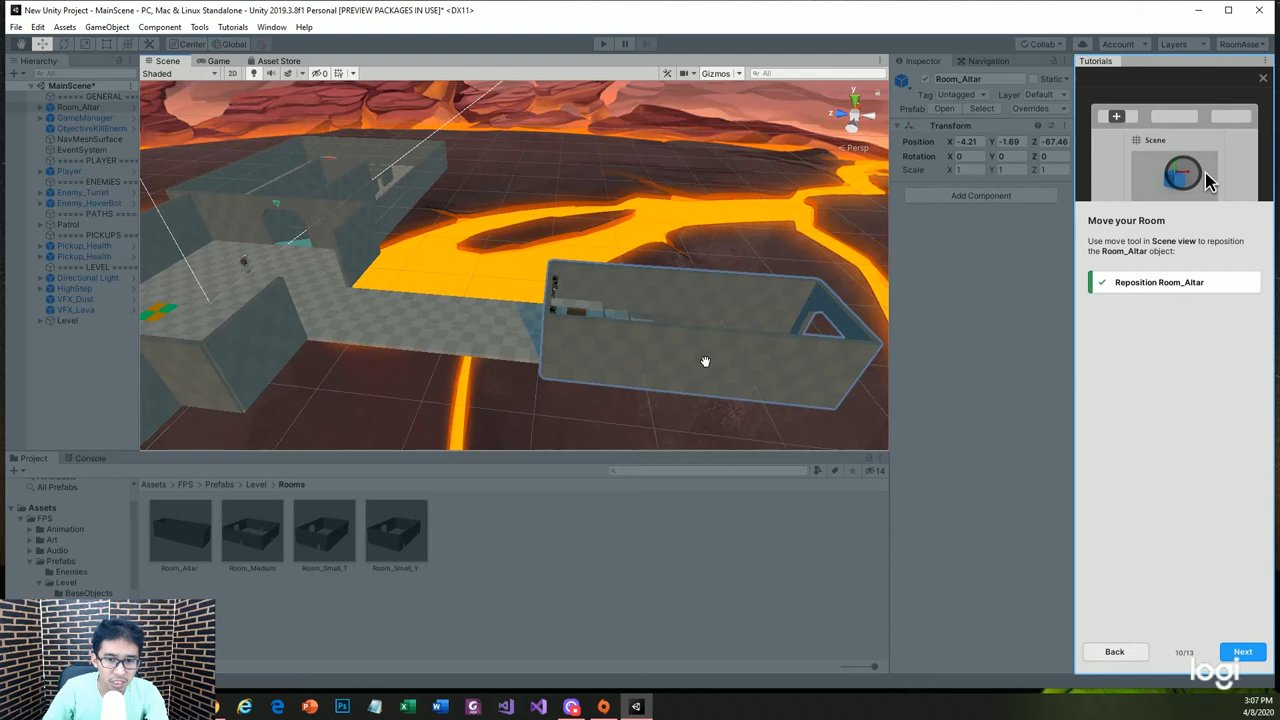 New Unity Project - MainScene - PC, Mac & Linux Standalone - Unity 2019.3.8f1 Personal [PREVIEW PACKAGES IN USE]* <DX11>
File Edit Assets GameObject Component Tools Tutorials Window Help
Center Global Collab Account Layers RoomAsse
Hierarchy
All
MainScene*
===== GENERAL
Room_Altar
GameManager
ObjectiveKillEnemi
NavMeshSurface
EventSystem
===== PLAYER
Player
===== ENEMIES
Enemy_Turret
Enemy_HoverBot
===== PATHS
Patrol
===== PICKUPS
Pickup_Health
Pickup_Health
===== LEVEL
Directional Light
HighStep
VFX_Dust
VFX_Lava
Level
Scene Game Asset Store
Shaded 2D 0 Gizmos All
y
z
Persp
Inspector Navigation
Room_Altar Static
Tag Untagged Layer Default
Prefab Open Select Overrides
Transform
Position X -4.21 Y -1.69 Z -67.46
Rotation X 0 Y 0 Z 0
Scale X 1 Y 1 Z 1
Add Component
Tutorials
Scene
Move your Room
Use move tool in Scene view to
reposition the Room_Altar object:
Reposition Room_Altar
Back 10/13 Next
Project Console
14
All Prefabs
Assets
FPS
Animation
Art
Audio
Prefabs
Enemies
Level
BaseObjects
Assets FPS Prefabs Level Rooms
Room_Altar Room_Medium Room_Small_T Room_Small_Y
logi
3:07 PM
4/8/2020